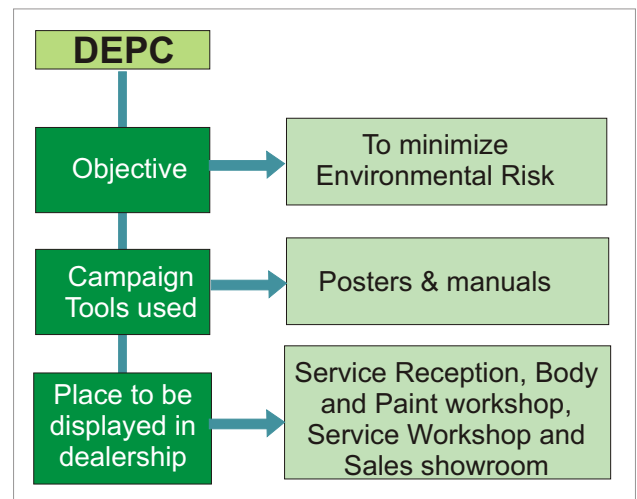 DEPC
Objective
To minimize
Environmental Risk
Campaign
Tools used
Posters & manuals
Place to be
displayed in
dealership
Service Reception, Body
and Paint workshop,
Service Workshop and
Sales showroom